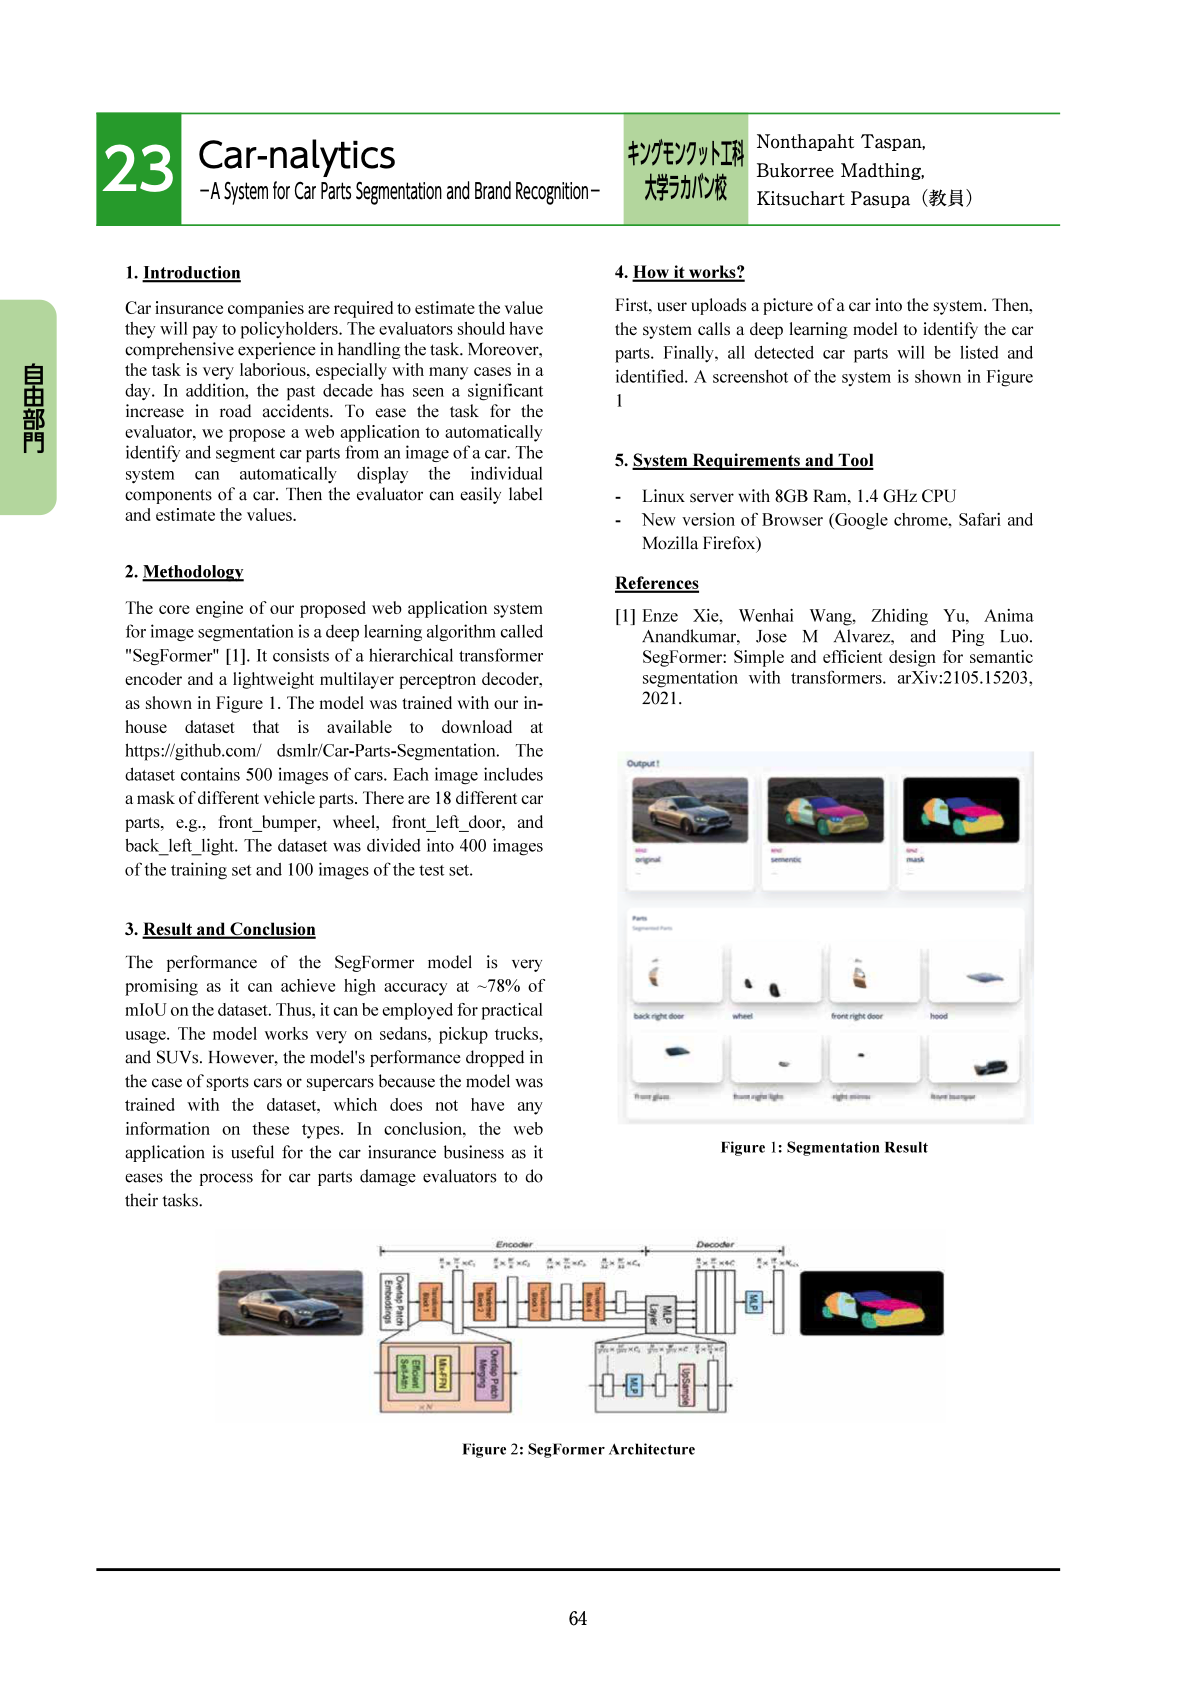 23
Car-nalytics
－A System for Car Parts Segmentation and Brand Recognition－
キングモンクット工科
大学ラカバン校
Nonthapaht Taspan,
Bukorree Madthing,
Kitsuchart Pasupa（教員）
自由部門
1. Introduction
Car insurance companies are required to estimate the value
they will pay to policyholders. The evaluators should have
comprehensive experience in handling the task. Moreover,
the task is very laborious, especially with many cases in a
day. In addition, the past decade has seen a significant
increase in road accidents. To ease the task for the
evaluator, we propose a web application to automatically
identify and segment car parts from an image of a car. The
system can automatically display the individual
components of a car. Then the evaluator can easily label
and estimate the values.
2. Methodology
The core engine of our proposed web application system
for image segmentation is a deep learning algorithm called
"SegFormer" [1]. It consists of a hierarchical transformer
encoder and a lightweight multilayer perceptron decoder,
as shown in Figure 1. The model was trained with our in-
house dataset that is available to download at
https://github.com/ dsmlr/Car-Parts-Segmentation. The
dataset contains 500 images of cars. Each image includes
a mask of different vehicle parts. There are 18 different car
parts, e.g., front_bumper, wheel, front_left_door, and
back_left_light. The dataset was divided into 400 images
of the training set and 100 images of the test set.
3. Result and Conclusion
The performance of the SegFormer model is very
promising as it can achieve high accuracy at ~78% of
mIoU on the dataset. Thus, it can be employed for practical
usage. The model works very on sedans, pickup trucks,
and SUVs. However, the model's performance dropped in
the case of sports cars or supercars because the model was
trained with the dataset, which does not have any
information on these types. In conclusion, the web
application is useful for the car insurance business as it
eases the process for car parts damage evaluators to do
their tasks.
4. How it works?
First, user uploads a picture of a car into the system. Then,
the system calls a deep learning model to identify the car
parts. Finally, all detected car parts will be listed and
identified. A screenshot of the system is shown in Figure
1
5. System Requirements and Tool
- Linux server with 8GB Ram, 1.4 GHz CPU
- New version of Browser (Google chrome, Safari and
Mozilla Firefox)
References
[1] Enze Xie, Wenhai Wang, Zhiding Yu, Anima
Anandkumar, Jose M Alvarez, and Ping Luo.
SegFormer: Simple and efficient design for semantic
segmentation with transformers. arXiv:2105.15203,
2021.
Output !
original
sementic
mask
Parts
Segmented Parts
back right door
wheel
front right door
hood
front glass
front right light
right mirror
front bumper
Figure 1: Segmentation Result
Encoder
Decoder
Overlap Patch
Embeddings
Transformer
Block 1
Transformer
Block 2
Transformer
Block 3
Transformer
Block 4
MLP
Layer
MLP
Efficient
Self-Attn
Mix-FFN
Overlap Patch
Merging
×N
MLP
UpSample
Figure 2: SegFormer Architecture
64